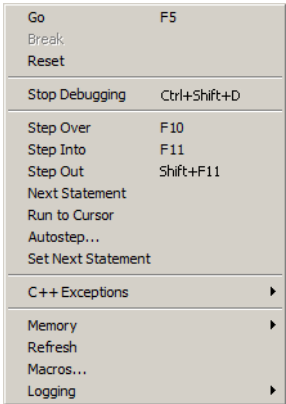 Go F5
Break
Reset
Stop Debugging Ctrl+Shift+D
Step Over F10
Step Into F11
Step Out Shift+F11
Next Statement
Run to Cursor
Autostep...
Set Next Statement
C++ Exceptions
Memory
Refresh
Macros...
Logging